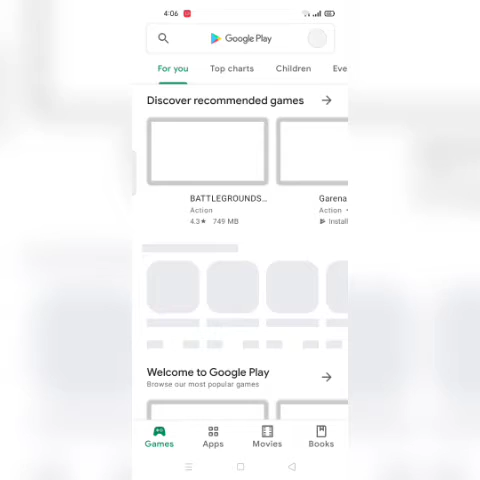 4:06
Google Play
For you Top charts Children Eve
Discover recommended games
BATTLEGROUNDS... Garena
Action Action
4.3★ 749 MB Install
Welcome to Google Play
Browse our most popular games
Games Apps Movies Books